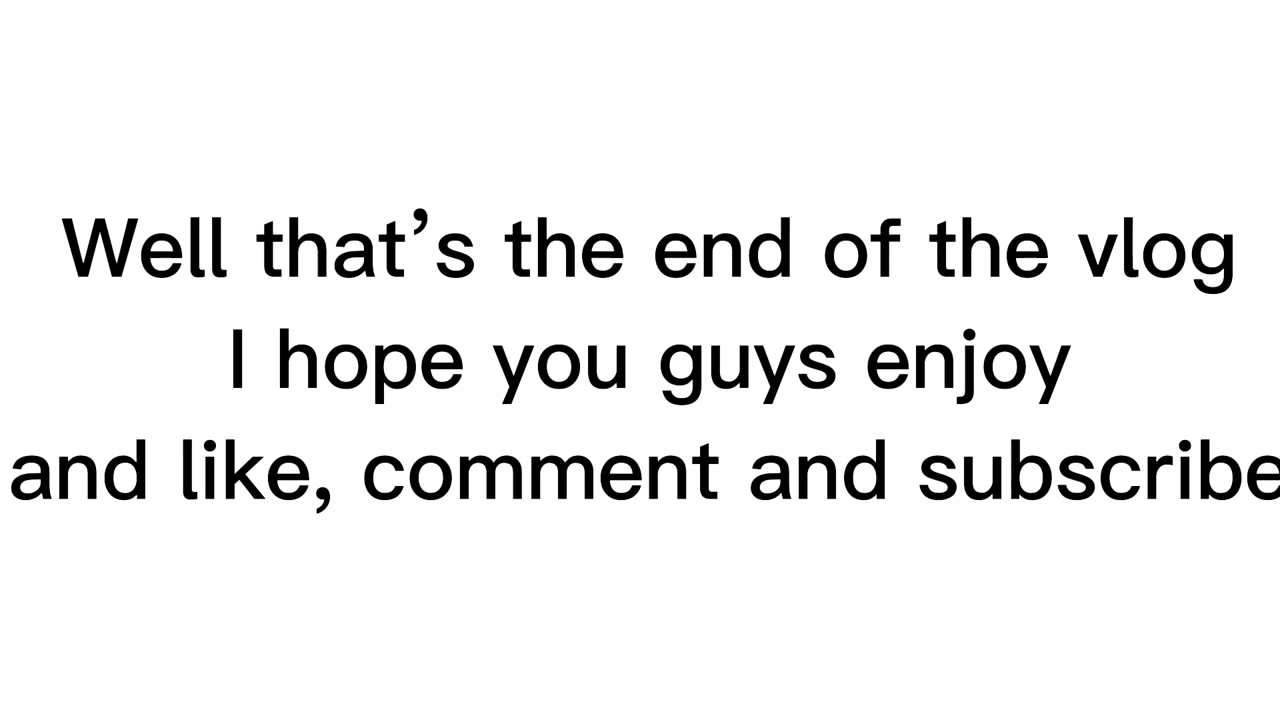 Well that’s the end of the vlog
I hope you guys enjoy
and like, comment and subscribe